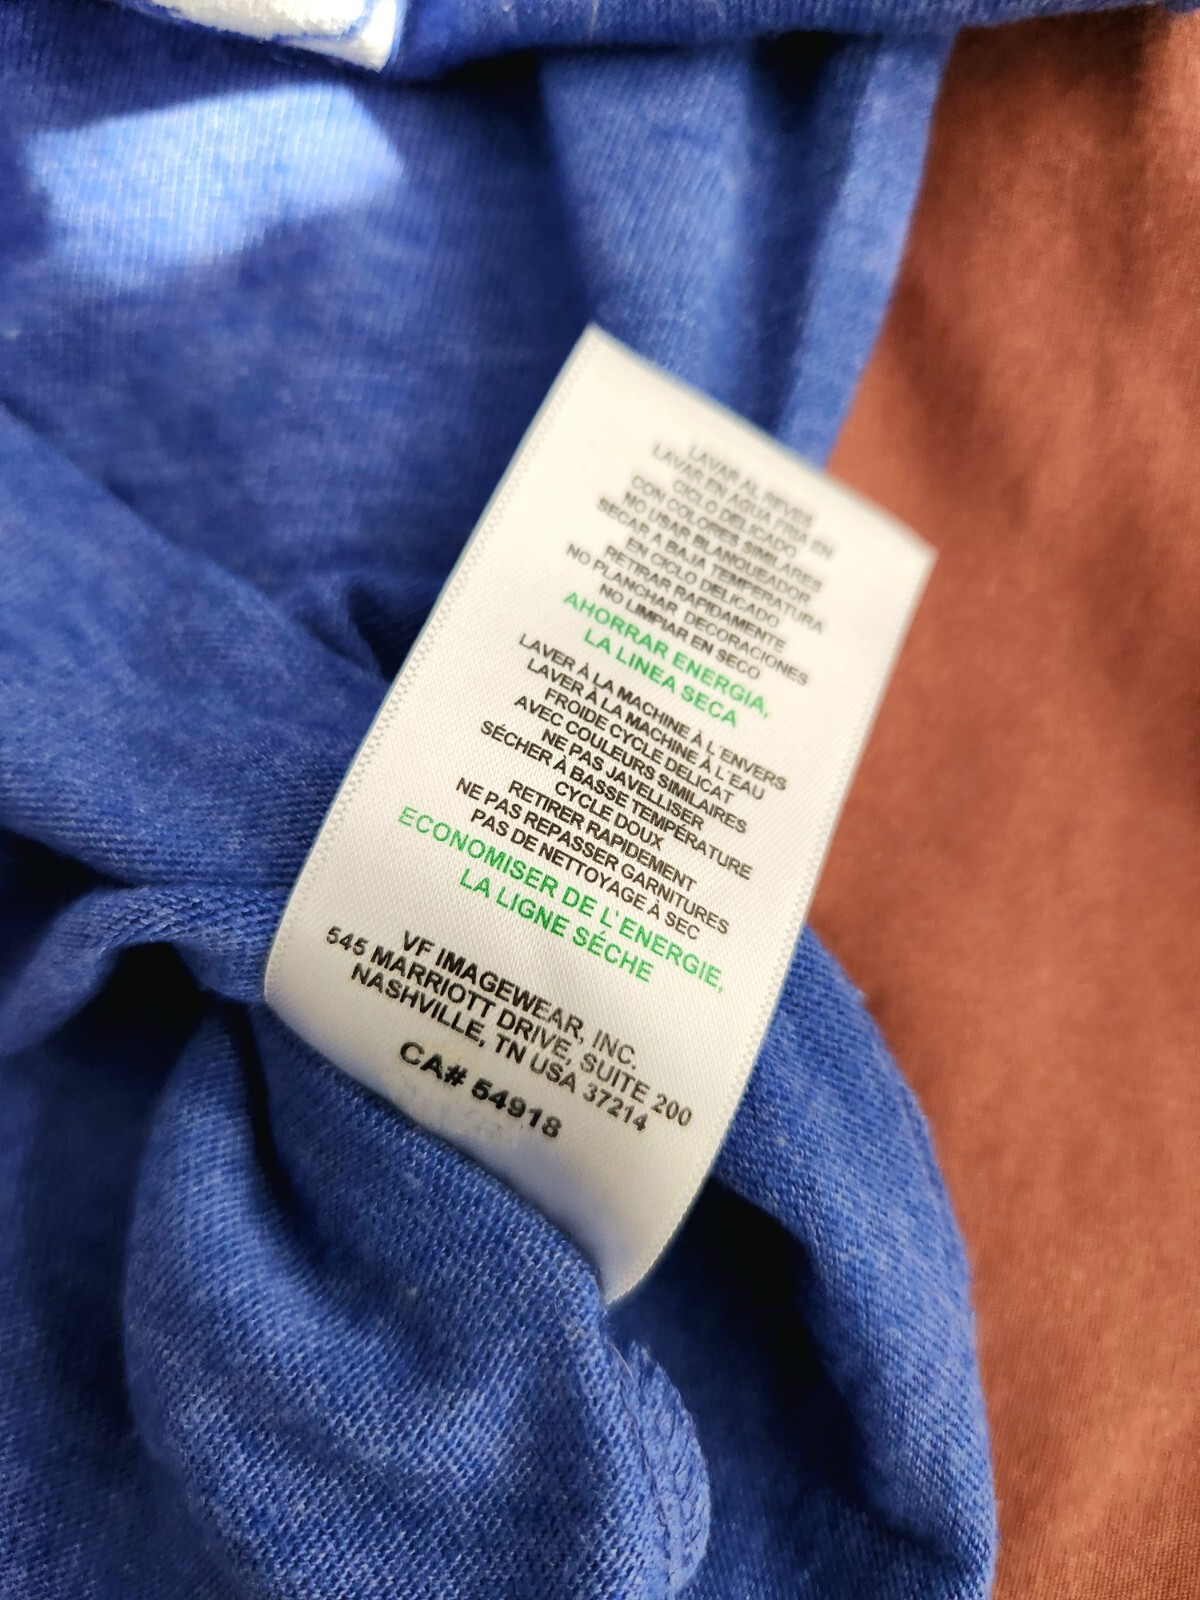 LAVAR AL REVES
LAVAR EN AGUA FRIA EN
CICLO DELICADO
CON COLORES SIMILARES
NO USAR BLANQUEADOR
SECAR A BAJA TEMPERATURA
EN CICLO DELICADO
RETIRAR RAPIDAMENTE
NO PLANCHAR DECORACIONES
NO LIMPIAR EN SECO
AHORRAR ENERGIA,
LA LINEA SECA
LAVER À LA MACHINE À L'ENVERS
LAVER À LA MACHINE À L'EAU
FROIDE CYCLE DELICAT
AVEC COULEURS SIMILAIRES
NE PAS JAVELLISER
SÉCHER À BASSE TEMPÉRATURE
CYCLE DOUX
RETIRER RAPIDEMENT
NE PAS REPASSER GARNITURES
PAS DE NETTOYAGE À SEC
ECONOMISER DE L'ENERGIE,
LA LIGNE SÉCHE
VF IMAGEWEAR, INC.
545 MARRIOTT DRIVE, SUITE 200
NASHVILLE, TN USA 37214
CA# 54918